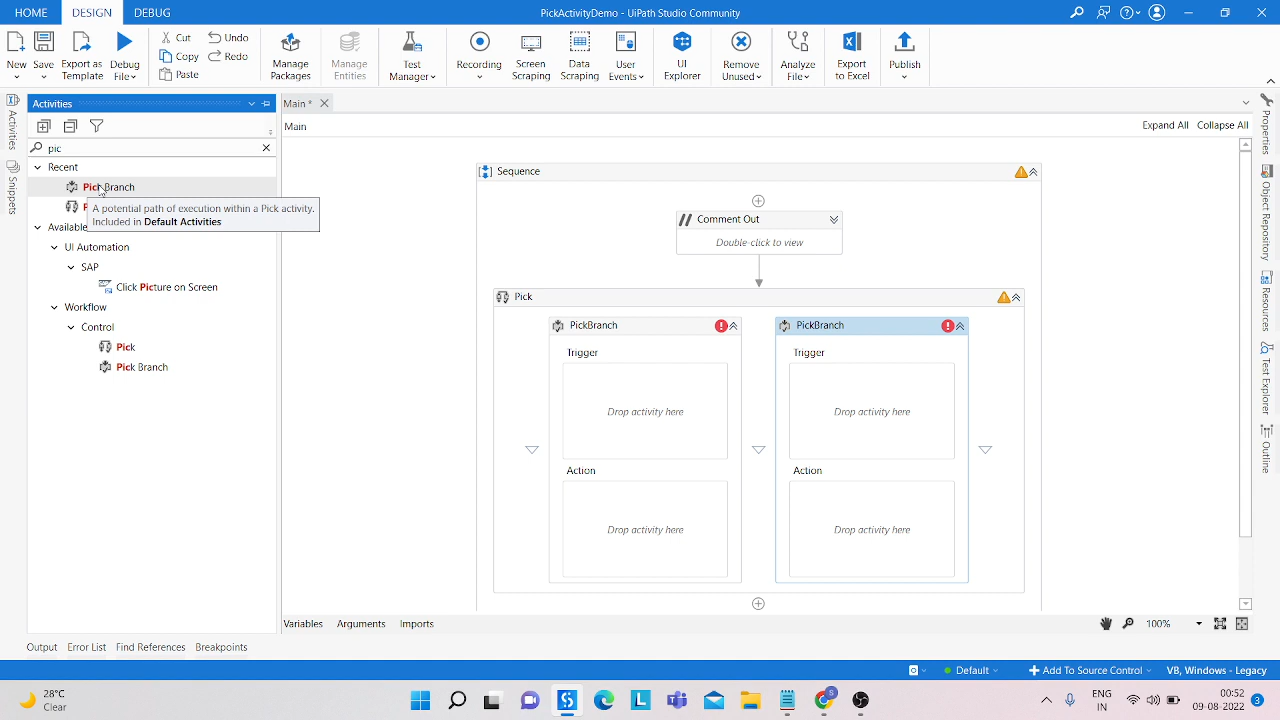 HOME DESIGN DEBUG PickActivityDemo - UiPath Studio Community
New Save Export as Template Debug File Cut Copy Paste Undo Redo Manage Packages Manage Entities Test Manager Recording Screen Scraping Data Scraping User Events UI Explorer Remove Unused Analyze File Export to Excel Publish
Activities
Main *
Main Expand All Collapse All
pic
Recent
Pick Branch
A potential path of execution within a Pick activity.
Included in Default Activities
Available
UI Automation
SAP
Click Picture on Screen
Workflow
Control
Pick
Pick Branch
Activities
Snippets
Sequence
Comment Out
Double-click to view
Pick
PickBranch
Trigger
Drop activity here
Action
Drop activity here
PickBranch
Trigger
Drop activity here
Action
Drop activity here
Properties
Object Repository
Resources
Test Explorer
Outline
Variables Arguments Imports 100%
Output Error List Find References Breakpoints
Default Add To Source Control VB, Windows - Legacy
28°C
Clear
ENG
IN
00:52
09-08-2022
3